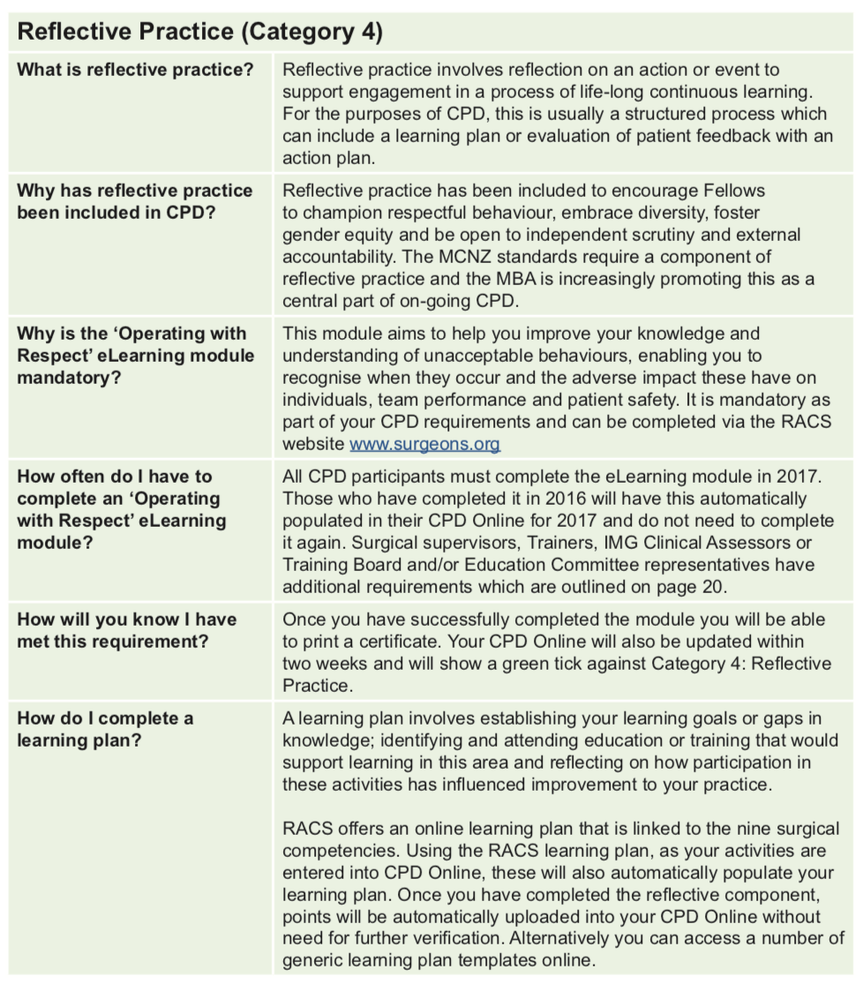 Reflective Practice (Category 4)
What is reflective practice?
Reflective practice involves reflection on an action or event to
support engagement in a process of life-long continuous learning.
For the purposes of CPD, this is usually a structured process which
can include a learning plan or evaluation of patient feedback with an
action plan.
Why has reflective practice
been included in CPD?
Reflective practice has been included to encourage Fellows
to champion respectful behaviour, embrace diversity, foster
gender equity and be open to independent scrutiny and external
accountability. The MCNZ standards require a component of
reflective practice and the MBA is increasingly promoting this as a
central part of on-going CPD.
Why is the ‘Operating with
Respect’ eLearning module
mandatory?
This module aims to help you improve your knowledge and
understanding of unacceptable behaviours, enabling you to
recognise when they occur and the adverse impact these have on
individuals, team performance and patient safety. It is mandatory as
part of your CPD requirements and can be completed via the RACS
website www.surgeons.org
How often do I have to
complete an ‘Operating
with Respect’ eLearning
module?
All CPD participants must complete the eLearning module in 2017.
Those who have completed it in 2016 will have this automatically
populated in their CPD Online for 2017 and do not need to complete
it again. Surgical supervisors, Trainers, IMG Clinical Assessors or
Training Board and/or Education Committee representatives have
additional requirements which are outlined on page 20.
How will you know I have
met this requirement?
Once you have successfully completed the module you will be able
to print a certificate. Your CPD Online will also be updated within
two weeks and will show a green tick against Category 4: Reflective
Practice.
How do I complete a
learning plan?
A learning plan involves establishing your learning goals or gaps in
knowledge; identifying and attending education or training that would
support learning in this area and reflecting on how participation in
these activities has influenced improvement to your practice.
RACS offers an online learning plan that is linked to the nine surgical
competencies. Using the RACS learning plan, as your activities are
entered into CPD Online, these will also automatically populate your
learning plan. Once you have completed the reflective component,
points will be automatically uploaded into your CPD Online without
need for further verification. Alternatively you can access a number of
generic learning plan templates online.